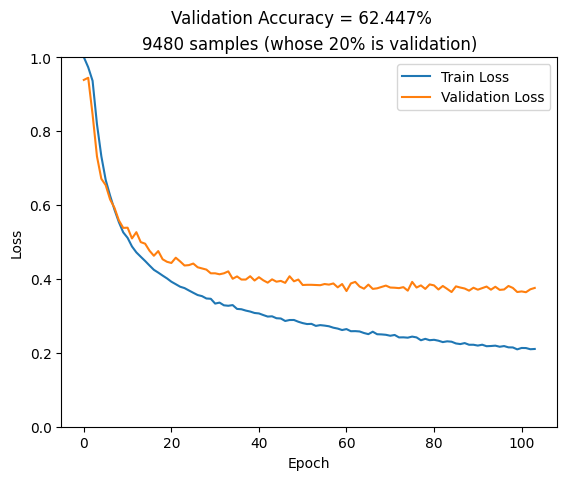 Validation Accuracy = 62.447%
9480 samples (whose 20% is validation)
Train Loss
Validation Loss
1.0
0.8
0.6
0.4
0.2
0.0
Loss
0 20 40 60 80 100
Epoch